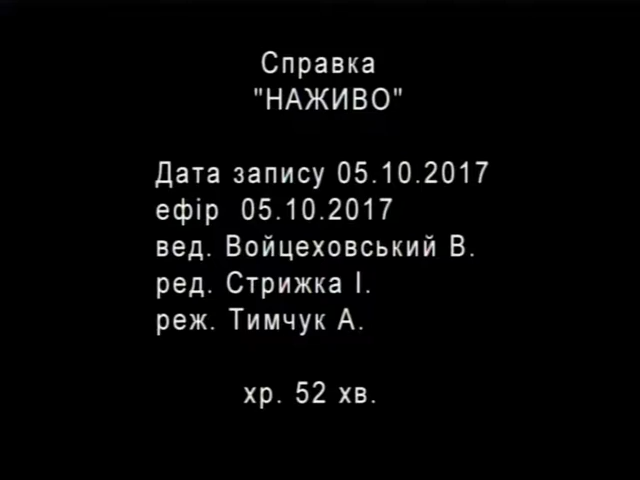 Справка
"НАЖИВО"
Дата запису 05.10.2017
ефір 05.10.2017
вед. Войцеховський В.
ред. Стрижка І.
реж. Тимчук А.
хр. 52 хв.